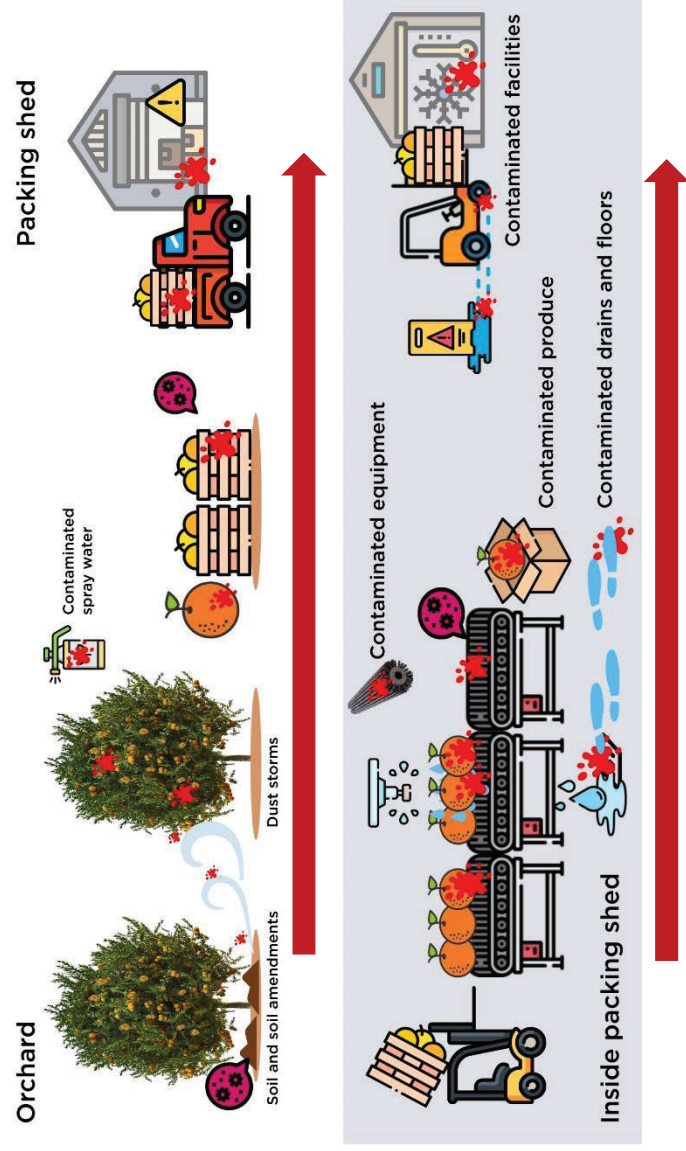 Orchard
Packing shed
Contaminated
spray water
Soil and soil amendments
Dust storms
Contaminated equipment
Contaminated produce
Contaminated facilities
Inside packing shed
Contaminated drains and floors